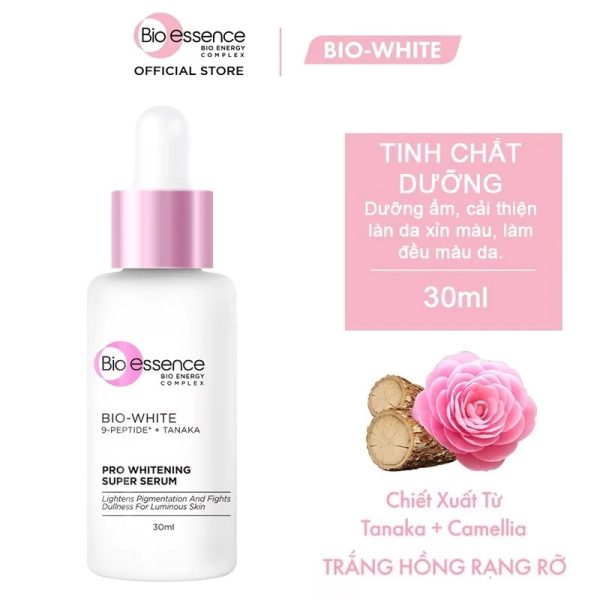 Bio essence
BIO ENERGY
COMPLEX
OFFICIAL STORE
BIO-WHITE
TINH CHẤT
DƯỠNG
Dưỡng ẩm, cải thiện
làn da xỉn màu, làm
đều màu da.
30ml
Bio essence
BIO ENERGY
COMPLEX
BIO-WHITE
9-PEPTIDE* + TANAKA
PRO WHITENING
SUPER SERUM
Lightens Pigmentation And Fights
Dullness For Luminous Skin
30ml
Chiết Xuất Từ
Tanaka + Camellia
TRẮNG HỒNG RẠNG RỠ